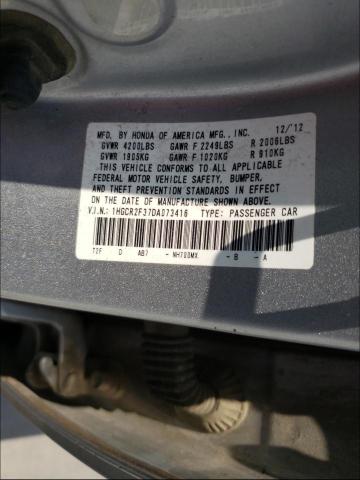 MFD. BY HONDA OF AMERICA MFG., INC. 12/'12
GVWR 4200LBS GAWR F 2249LBS R 2006LBS
GVWR 1905KG GAWR F 1020KG R 910KG
THIS VEHICLE CONFORMS TO ALL APPLICABLE
FEDERAL MOTOR VEHICLE SAFETY, BUMPER,
AND THEFT PREVENTION STANDARDS IN EFFECT
ON THE DATE OF MANUFACTURE SHOWN ABOVE.
V.I.N.: 1HGCR2F37DA073416 TYPE: PASSENGER CAR
T2F D AB7 - NH700MX - B - A